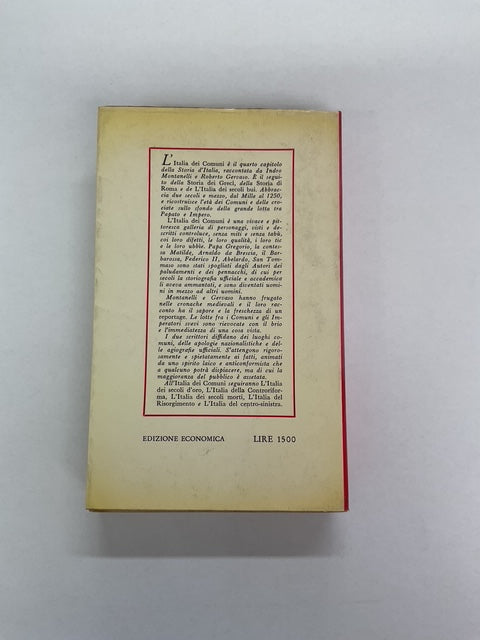 L'Italia dei Comuni è il quarto capitolo
della Storia d'Italia, raccontata da Indro
Montanelli e Roberto Gervaso. È il segui-
to della Storia dei Greci, della Storia di
Roma e de L'Italia dei secoli bui. Abbrac-
cia due secoli e mezzo, dal Mille al 1250,
e ricostruisce l'età dei Comuni e delle cro-
ciate sullo sfondo della grande lotta tra
Papato e Impero.
L'Italia dei Comuni è una vivace e pit-
toresca galleria di personaggi, visti e de-
scritti controluce, senza miti e senza tabù,
coi loro difetti, le loro qualità, i loro tic
e le loro ubbìe. Papa Gregorio, la contes-
sa Matilde, Arnaldo da Brescia, il Bar-
barossa, Federico II, Abelardo, San Tom-
maso sono stati spogliati dagli Autori dei
paludamenti e dei pennacchi, di cui per
secoli la storiografia ufficiale e accademica
li aveva ammantati, e sono diventati uomi-
ni in mezzo ad altri uomini.
Montanelli e Gervaso hanno frugato
nelle cronache medievali e il loro rac-
conto ha il sapore e la freschezza di un
reportage. Le lotte fra i Comuni e gli Im-
peratori svevi sono rievocate con il brio
e l'immediatezza di una cosa vista.
I due scrittori diffidano dei luoghi co-
muni, delle apologie nazionalistiche e del-
le agiografie ufficiali. S'attengono rigoro-
samente e spietatamente ai fatti, animati
da uno spirito laico e anticonformista che
a qualcuno potrà dispiacere, ma di cui la
maggioranza del pubblico è assetata.
All'Italia dei Comuni seguiranno L'Italia
dei secoli d'oro, L'Italia della Controrifor-
ma, L'Italia dei secoli morti, L'Italia del
Risorgimento e L'Italia del centro-sinistra.
EDIZIONE ECONOMICA LIRE 1500